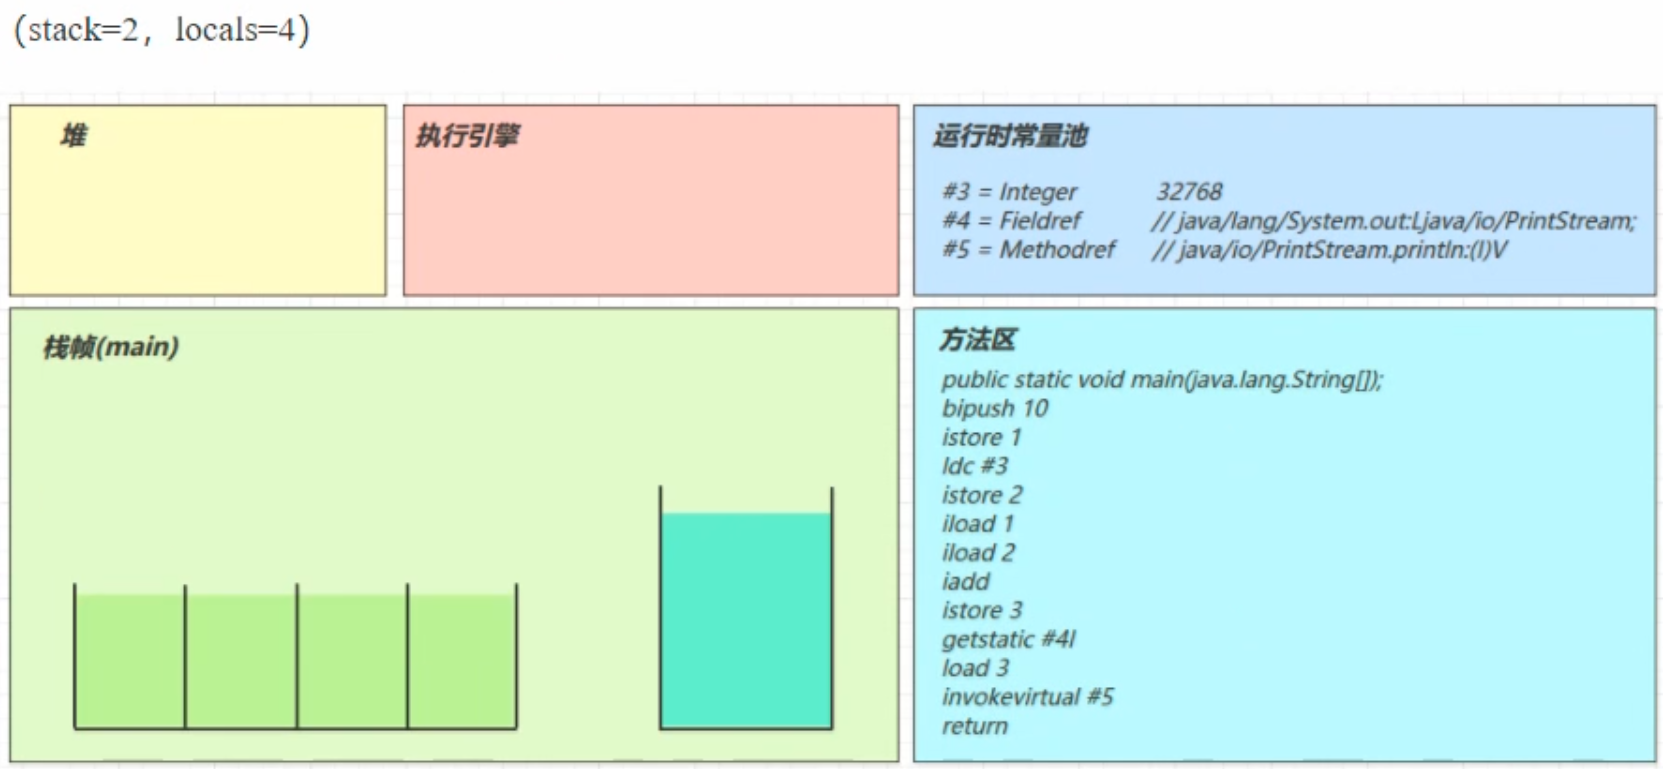 (stack=2，locals=4)
堆
执行引擎
运行时常量池
#3 = Integer 32768
#4 = Fieldref // java/lang/System.out:Ljava/io/PrintStream;
#5 = Methodref // java/io/PrintStream.println:(I)V
栈帧(main)
方法区
public static void main(java.lang.String[]);
bipush 10
istore 1
ldc #3
istore 2
iload 1
iload 2
iadd
istore 3
getstatic #4l
load 3
invokevirtual #5
return